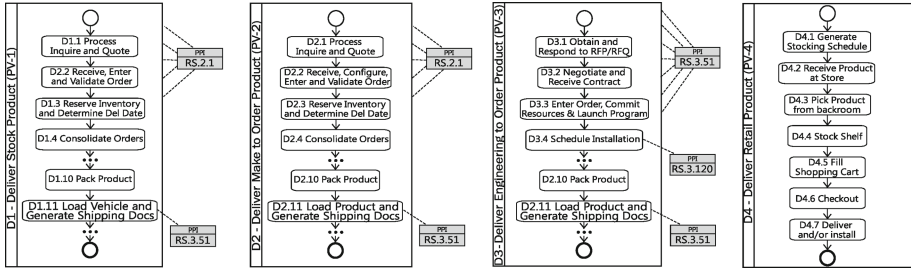 D1 - Deliver Stock Product (PV-1)
D1.1 Process
Inquire and Quote
D2.2 Receive, Enter
and Validate Order
D1.3 Reserve Inventory
and Determine Del Date
D1.4 Consolidate Orders
D1.10 Pack Product
D1.11 Load Vehicle and
Generate Shipping Docs
PPI
RS.2.1
PPI
RS.3.51
D2 - Deliver Make to Order Product (PV-2)
D2.1 Process
Inquire and Quote
D2.2 Receive, Configure,
Enter and Validate Order
D2.3 Reserve Inventory
and Determine Del Date
D2.4 Consolidate Orders
D2.10 Pack Product
D2.11 Load Product and
Generate Shipping Docs
PPI
RS.2.1
PPI
RS.3.51
D3- Deliver Engineering to Order Product (PV-3)
D3.1 Obtain and
Respond to RFP/RFQ
D3.2 Negotiate and
Receive Contract
D3.3 Enter Order, Commit
Resources & Launch Program
D3.4 Schedule Installation
D2.10 Pack Product
D2.11 Load Product and
Generate Shipping Docs
PPI
RS.3.51
PPI
RS.3.120
PPI
RS.3.51
D4 - Deliver Retail Product (PV-4)
D4.1 Generate
Stocking Schedule
D4.2 Receive Product
at Store
D4.3 Pick Product
from backroom
D4.4 Stock Shelf
D4.5 Fill
Shopping Cart
D4.6 Checkout
D4.7 Deliver
and/or install